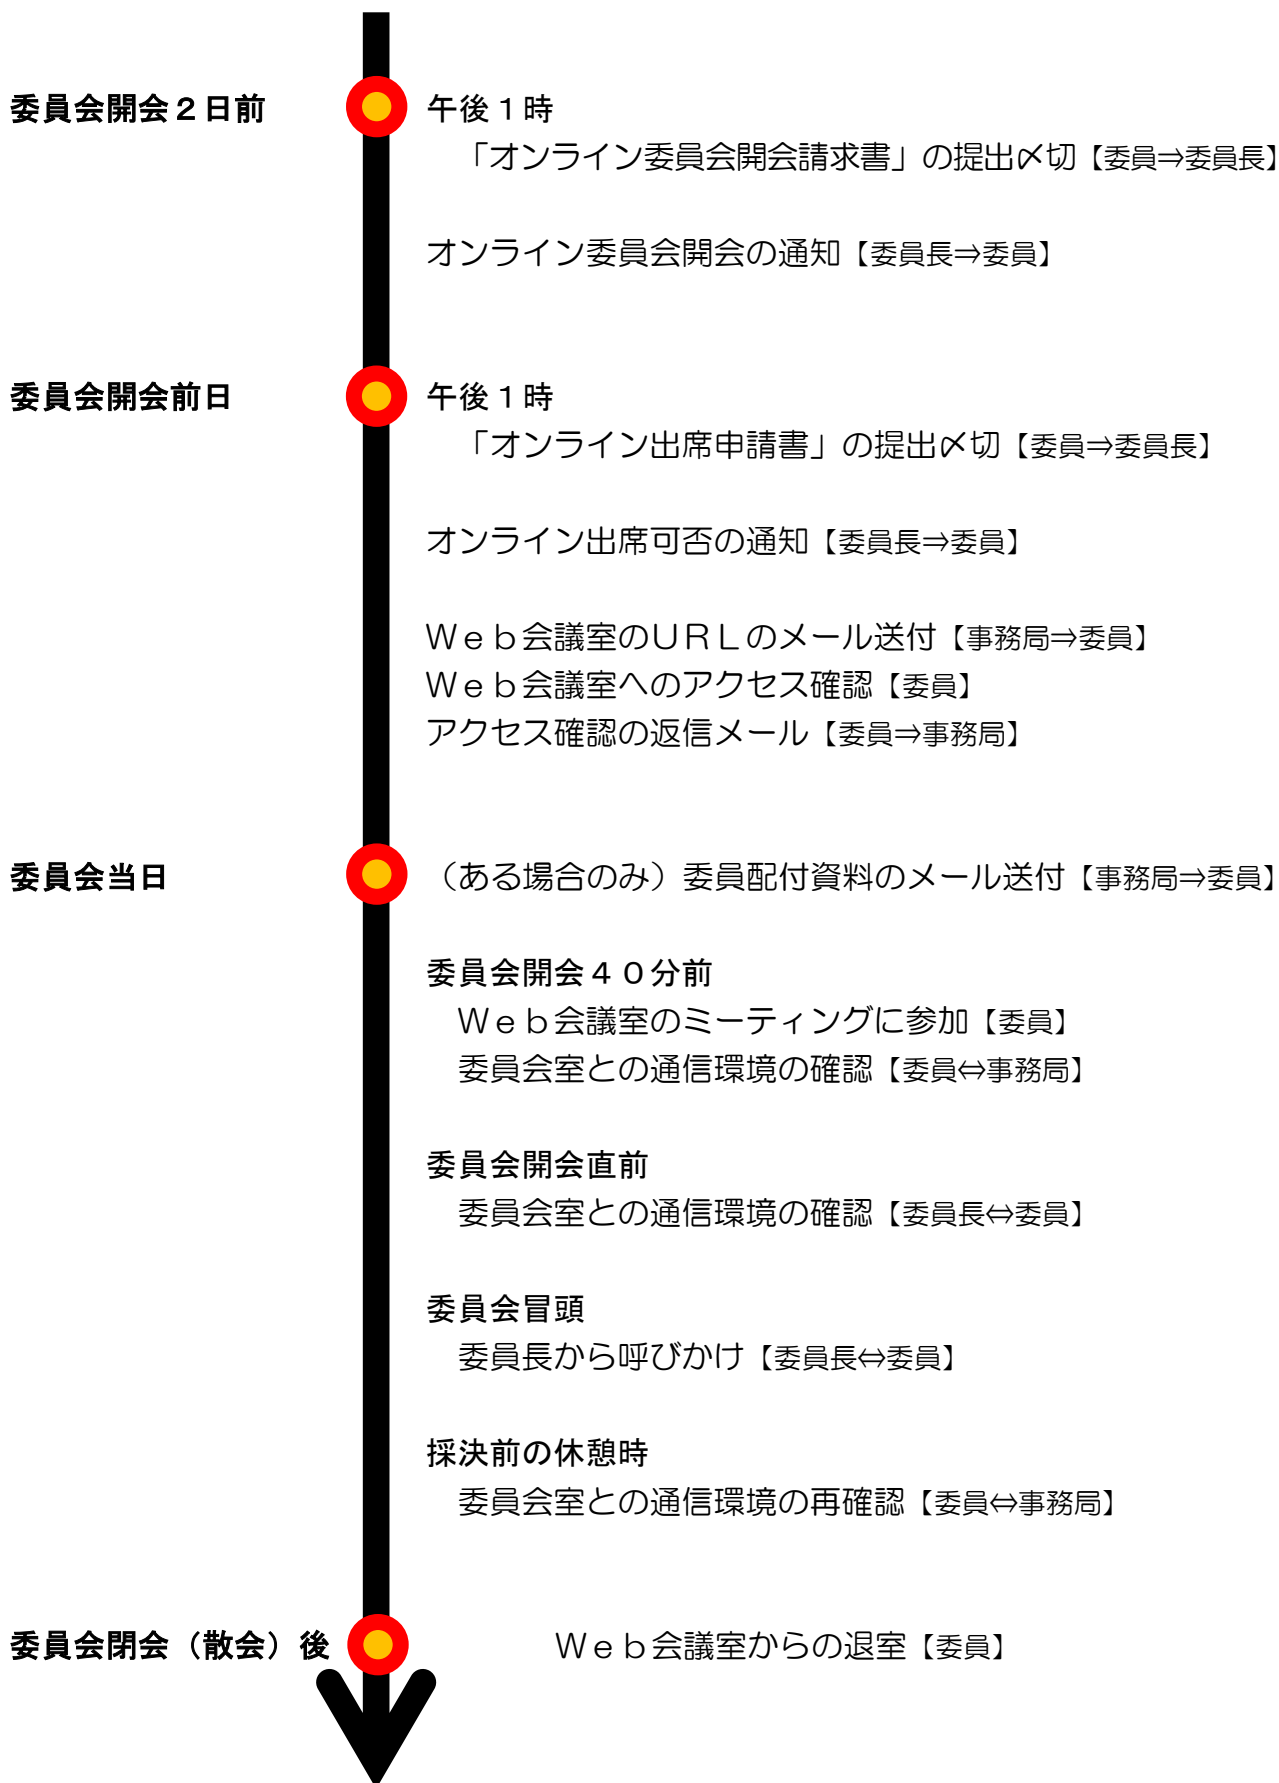 委員会開会２日前 午後１時
「オンライン委員会開会請求書」の提出〆切【委員⇒委員長】
オンライン委員会開会の通知【委員長⇒委員】
委員会開会前日 午後１時
「オンライン出席申請書」の提出〆切【委員⇒委員長】
オンライン出席可否の通知【委員長⇒委員】
Ｗｅｂ会議室のＵＲＬのメール送付【事務局⇒委員】
Ｗｅｂ会議室へのアクセス確認【委員】
アクセス確認の返信メール【委員⇒事務局】
委員会当日 （ある場合のみ）委員配付資料のメール送付【事務局⇒委員】
委員会開会４０分前
Ｗｅｂ会議室のミーティングに参加【委員】
委員会室との通信環境の確認【委員⇔事務局】
委員会開会直前
委員会室との通信環境の確認【委員長⇔委員】
委員会冒頭
委員長から呼びかけ【委員長⇔委員】
採決前の休憩時
委員会室との通信環境の再確認【委員⇔事務局】
委員会閉会（散会）後 Ｗｅｂ会議室からの退室【委員】